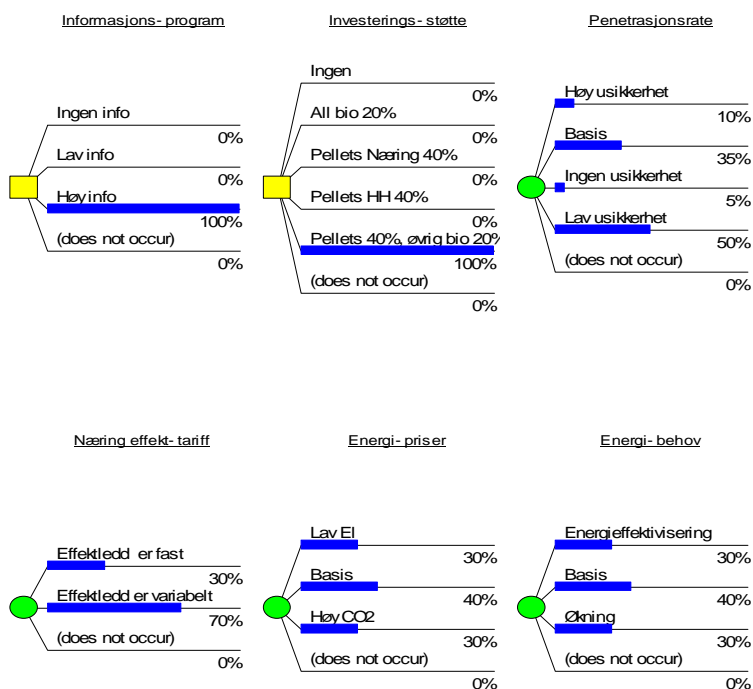 Informasjons- program
Investerings- støtte
Penetrasjonsrate
Ingen info
0%
Lav info
0%
Høy info
100%
(does not occur)
0%
Ingen
0%
All bio 20%
0%
Pellets Næring 40%
0%
Pellets HH 40%
0%
Pellets 40%, øvrig bio 20%
100%
(does not occur)
0%
Høy usikkerhet
10%
Basis
35%
Ingen usikkerhet
5%
Lav usikkerhet
50%
(does not occur)
0%
Næring effekt- tariff
Energi- priser
Energi- behov
Effektledd er fast
30%
Effektledd er variabelt
70%
(does not occur)
0%
Lav El
30%
Basis
40%
Høy CO2
30%
(does not occur)
0%
Energieffektivisering
30%
Basis
40%
Økning
30%
(does not occur)
0%